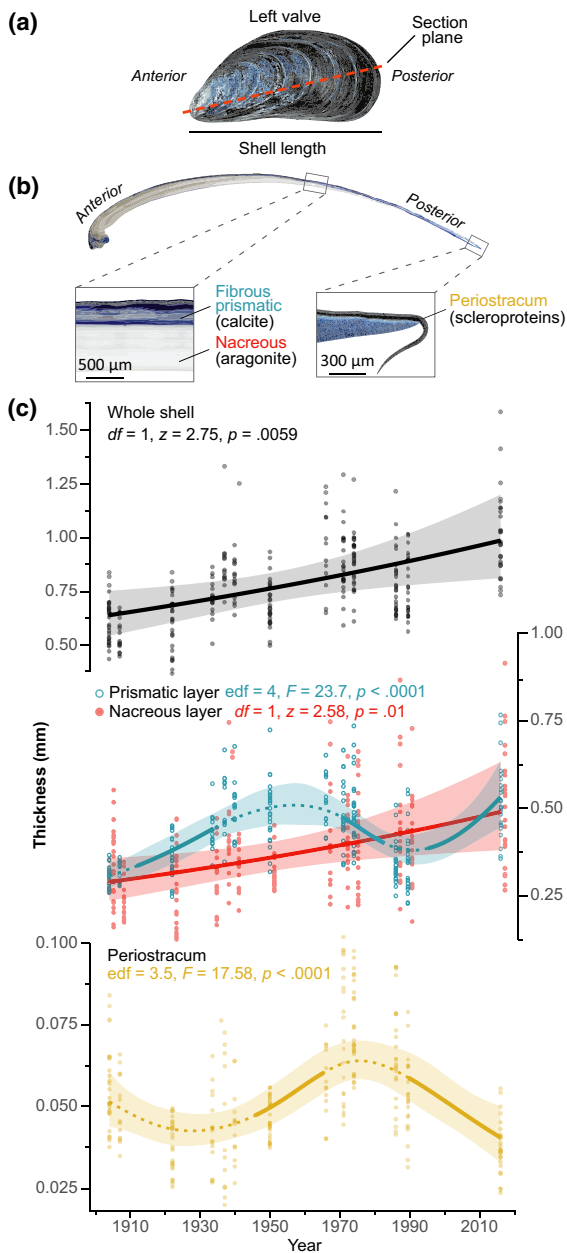 (a)
Left valve
Section
plane
Anterior
Posterior
Shell length
(b)
Anterior
Posterior
Fibrous
prismatic
(calcite)
Nacreous
(aragonite)
500 µm
Periostracum
(scleroproteins)
300 µm
(c)
Whole shell
df = 1, z = 2.75, p = .0059
1.50
1.25
1.00
0.75
0.50
Prismatic layer edf = 4, F = 23.7, p < .0001
Nacreous layer df = 1, z = 2.58, p = .01
1.00
0.75
0.50
0.25
Thickness (mm)
Periostracum
edf = 3.5, F = 17.58, p < .0001
0.100
0.075
0.050
0.025
1910 1930 1950 1970 1990 2010
Year